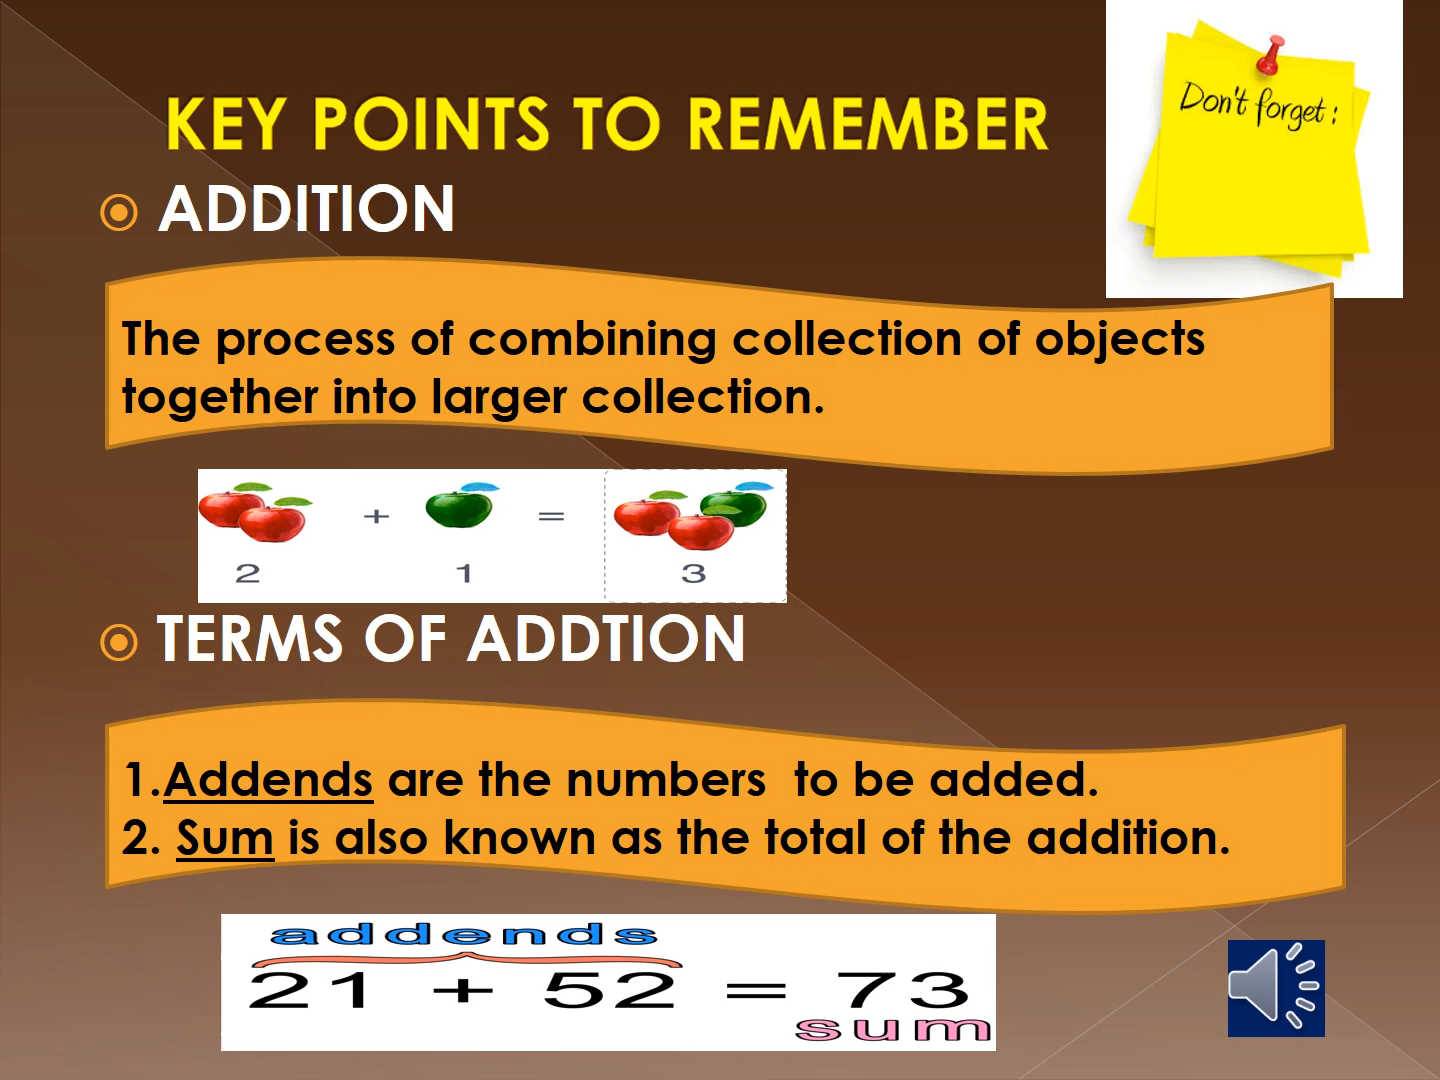 KEY POINTS TO REMEMBER
Don't forget:
ADDITION
The process of combining collection of objects
together into larger collection.
+ =
2 1 3
TERMS OF ADDTION
1.Addends are the numbers to be added.
2. Sum is also known as the total of the addition.
addends
21 + 52 = 73
sum